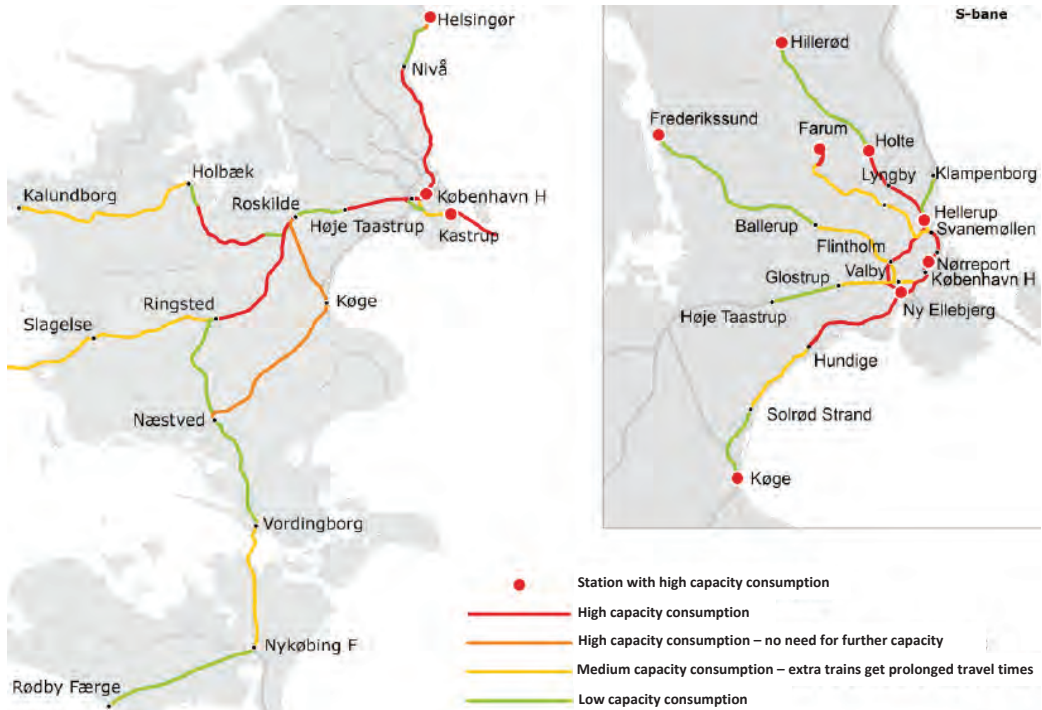 Helsingør
Nivå
Holbæk
Kalundborg
Roskilde
København H
Høje Taastrup
Kastrup
Køge
Ringsted
Slagelse
Næstved
Vordingborg
Nykøbing F
Rødby Færge
S-bane
Hillerød
Frederikssund
Farum
Holte
Lyngby
Klampenborg
Hellerup
Ballerup
Svanemøllen
Flintholm
Nørreport
Valby
Glostrup
København H
Høje Taastrup
Ny Ellebjerg
Hundige
Solrød Strand
Køge
Station with high capacity consumption
High capacity consumption
High capacity consumption – no need for further capacity
Medium capacity consumption – extra trains get prolonged travel times
Low capacity consumption